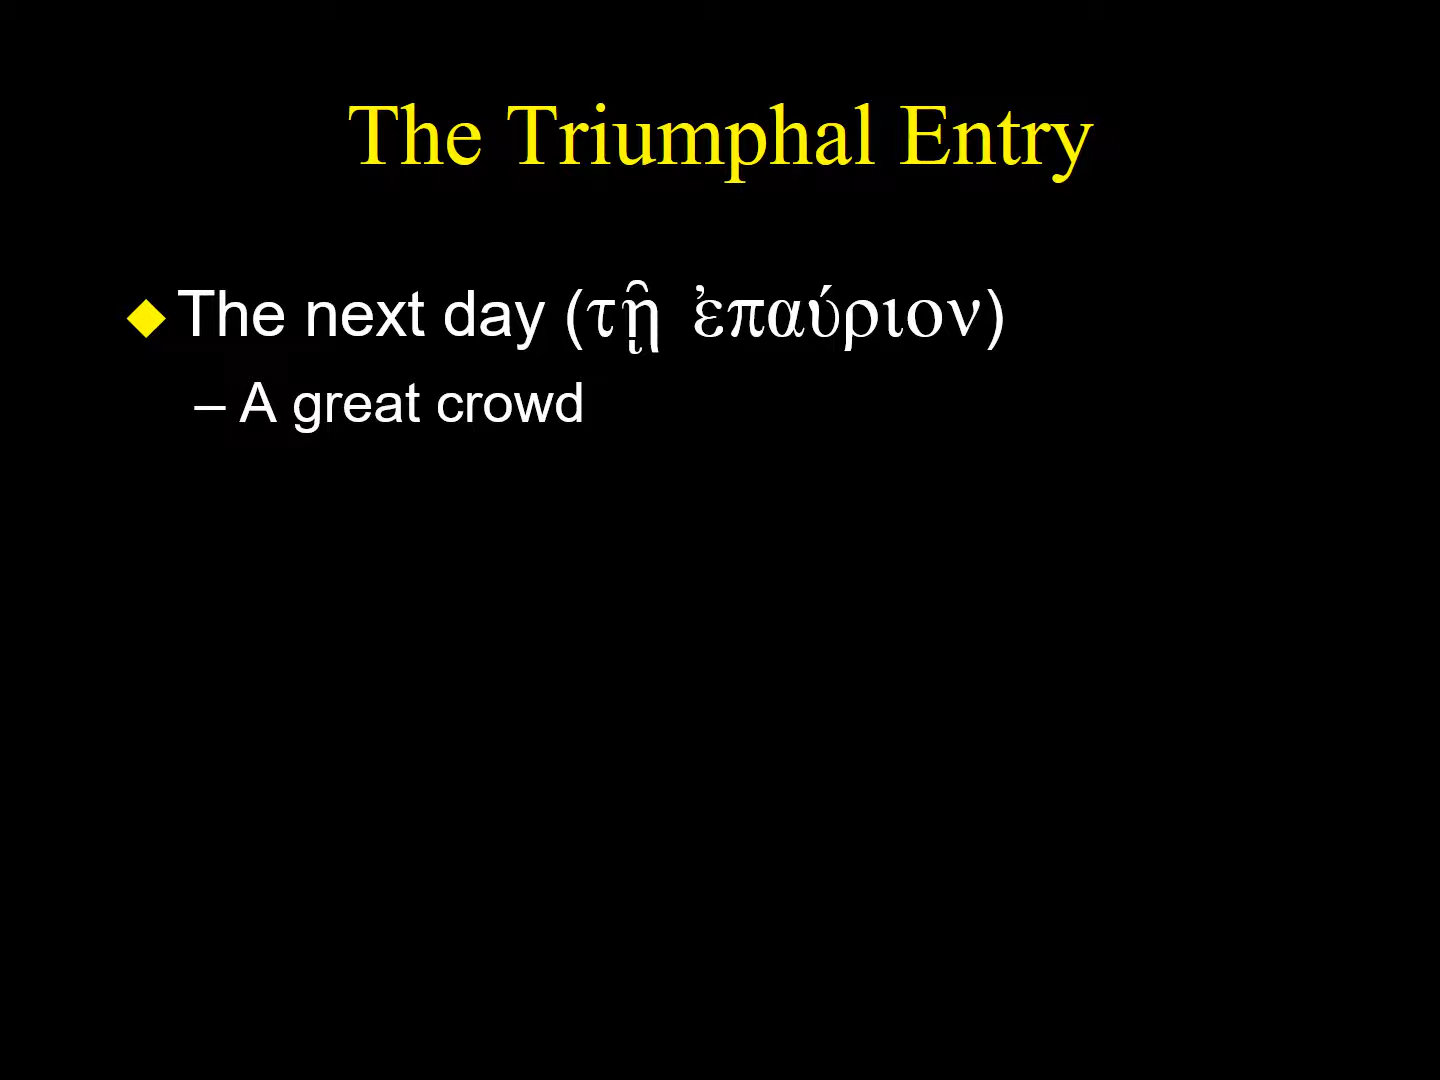 The Triumphal Entry
The next day (τῇ ἐπαύριον)
– A great crowd